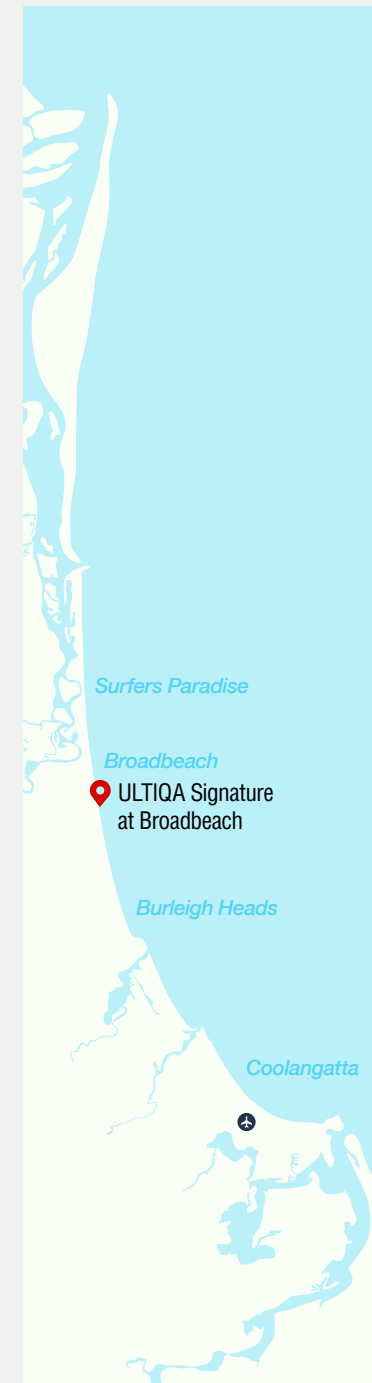 Surfers Paradise
Broadbeach
ULTIQA Signature
at Broadbeach
Burleigh Heads
Coolangatta